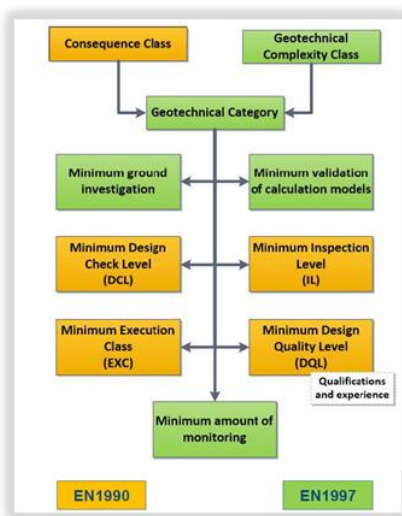 Consequence Class
Geotechnical
Complexity Class
Geotechnical Category
Minimum ground
investigation
Minimum validation
of calculation models
Minimum Design
Check Level
(DCL)
Minimum Inspection
Level
(IL)
Minimum Execution
Class
(EXC)
Minimum Design
Quality Level
(DQL)
Qualifications
and experience
Minimum amount of
monitoring
EN1990
EN1997